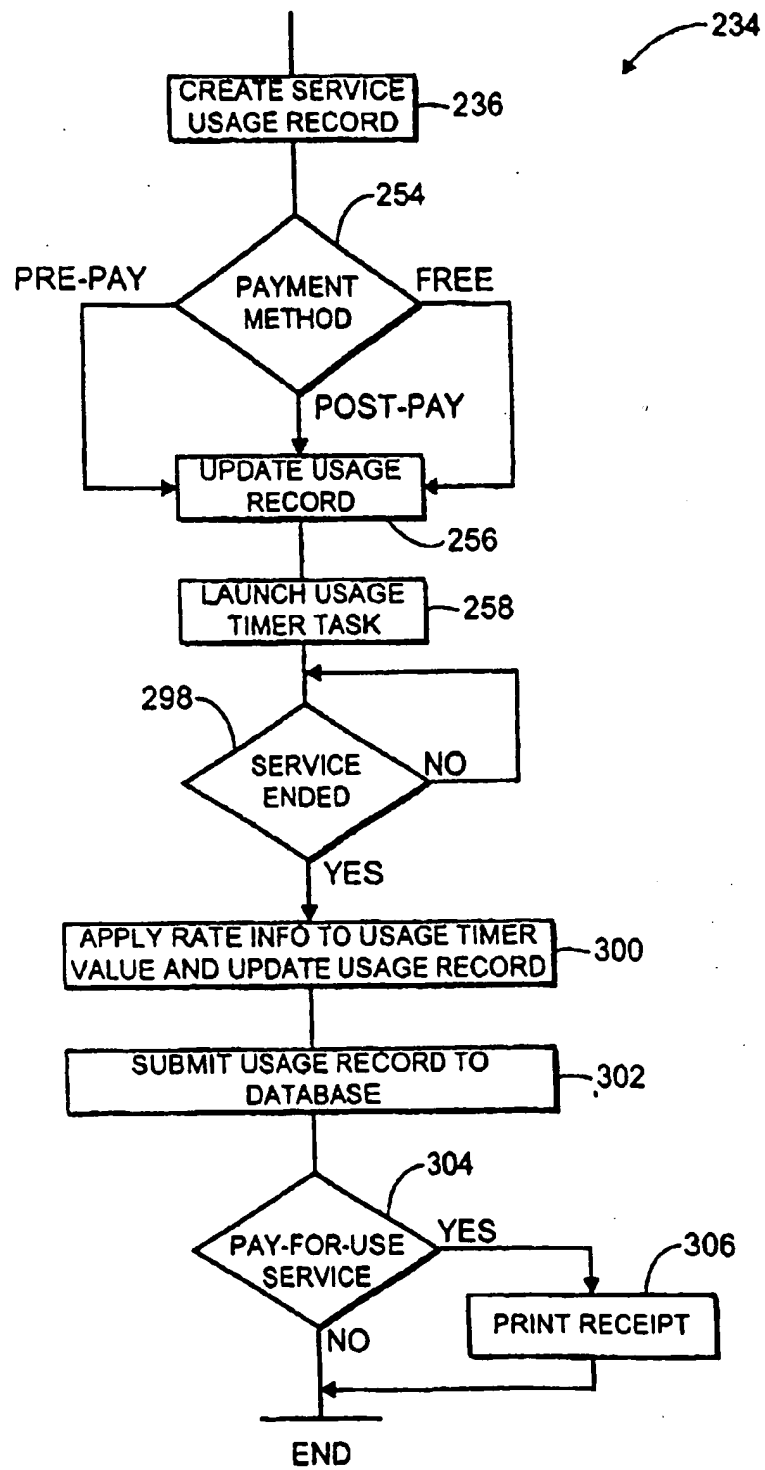 234
CREATE SERVICE
USAGE RECORD
236
254
PRE-PAY
PAYMENT
METHOD
FREE
POST-PAY
UPDATE USAGE
RECORD
256
LAUNCH USAGE
TIMER TASK
258
298
SERVICE
ENDED
NO
YES
APPLY RATE INFO TO USAGE TIMER
VALUE AND UPDATE USAGE RECORD
300
SUBMIT USAGE RECORD TO
DATABASE
302
304
PAY-FOR-USE
SERVICE
YES
306
PRINT RECEIPT
NO
END